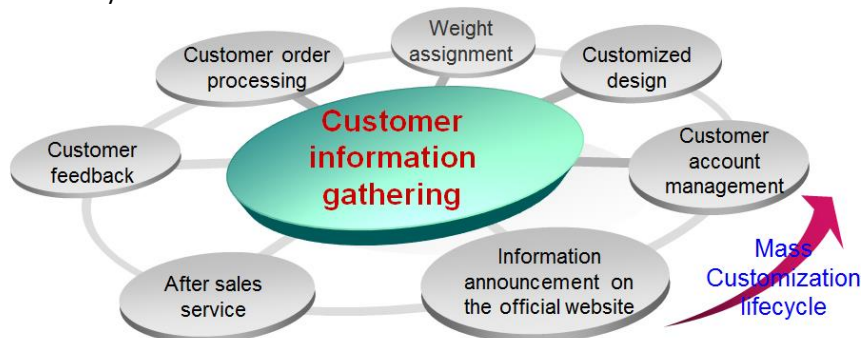 Weight
assignment
Customer order
processing
Customized
design
Customer
information
gathering
Customer
feedback
Customer
account
management
After sales
service
Information
announcement on
the official website
Mass
Customization
lifecycle